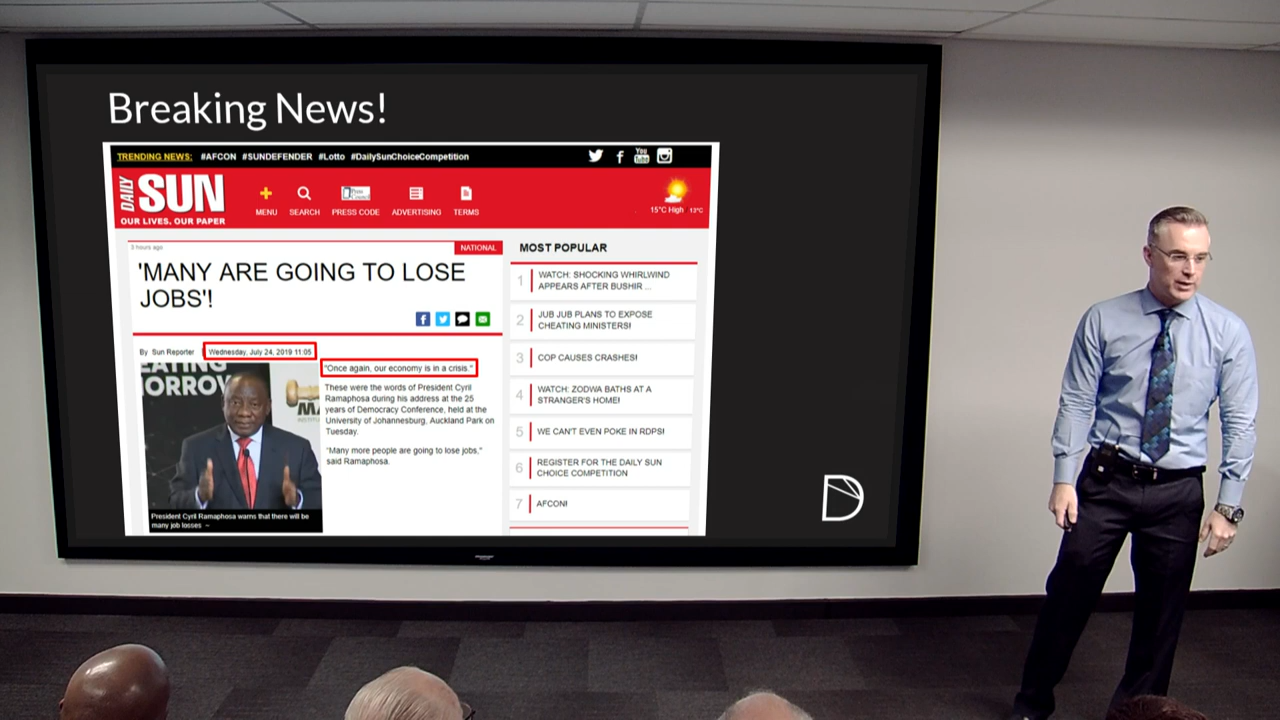 Breaking News!
TRENDING NEWS: #AFCON #SUNDEFENDER #Lotto #DailySunChoiceCompetition
You Tube
DAILY SUN
OUR LIVES, OUR PAPER
MENU SEARCH PRESS CODE ADVERTISING TERMS
15°C High 13°C
3 hours ago
NATIONAL
'MANY ARE GOING TO LOSE
JOBS'!
By Sun Reporter Wednesday, July 24, 2019 11:05
"Once again, our economy is in a crisis."
These were the words of President Cyril
Ramaphosa during his address at the 25
years of Democracy Conference, held at the
University of Johannesburg, Auckland Park on
Tuesday.
"Many more people are going to lose jobs,"
said Ramaphosa.
President Cyril Ramaphosa warns that there will be
many job losses ~
MOST POPULAR
1 WATCH: SHOCKING WHIRLWIND
APPEARS AFTER BUSHIR ...
2 JUB JUB PLANS TO EXPOSE
CHEATING MINISTERS!
3 COP CAUSES CRASHES!
4 WATCH: ZODWA BATHS AT A
STRANGER'S HOME!
5 WE CAN'T EVEN POKE IN RDPS!
6 REGISTER FOR THE DAILY SUN
CHOICE COMPETITION
7 AFCON!